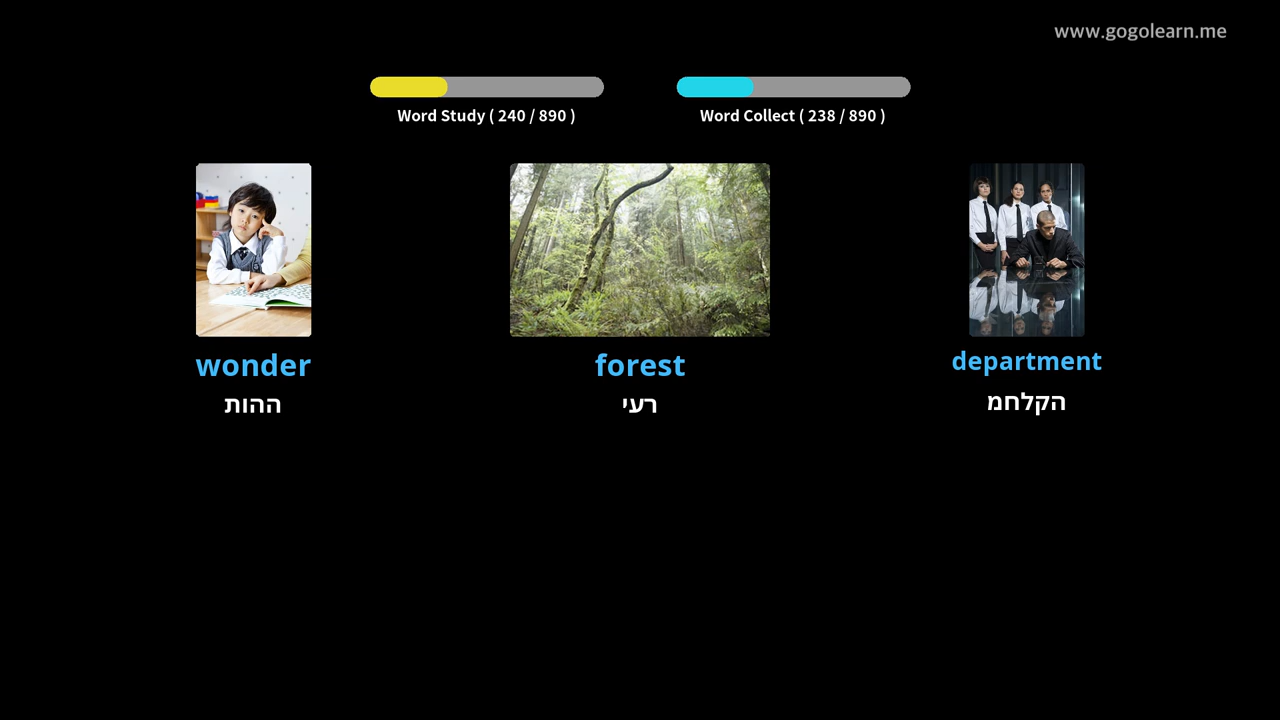 www.gogolearn.me
Word Study ( 240 / 890 )
Word Collect ( 238 / 890 )
wonder
ההות
forest
רעי
department
הקלחמ